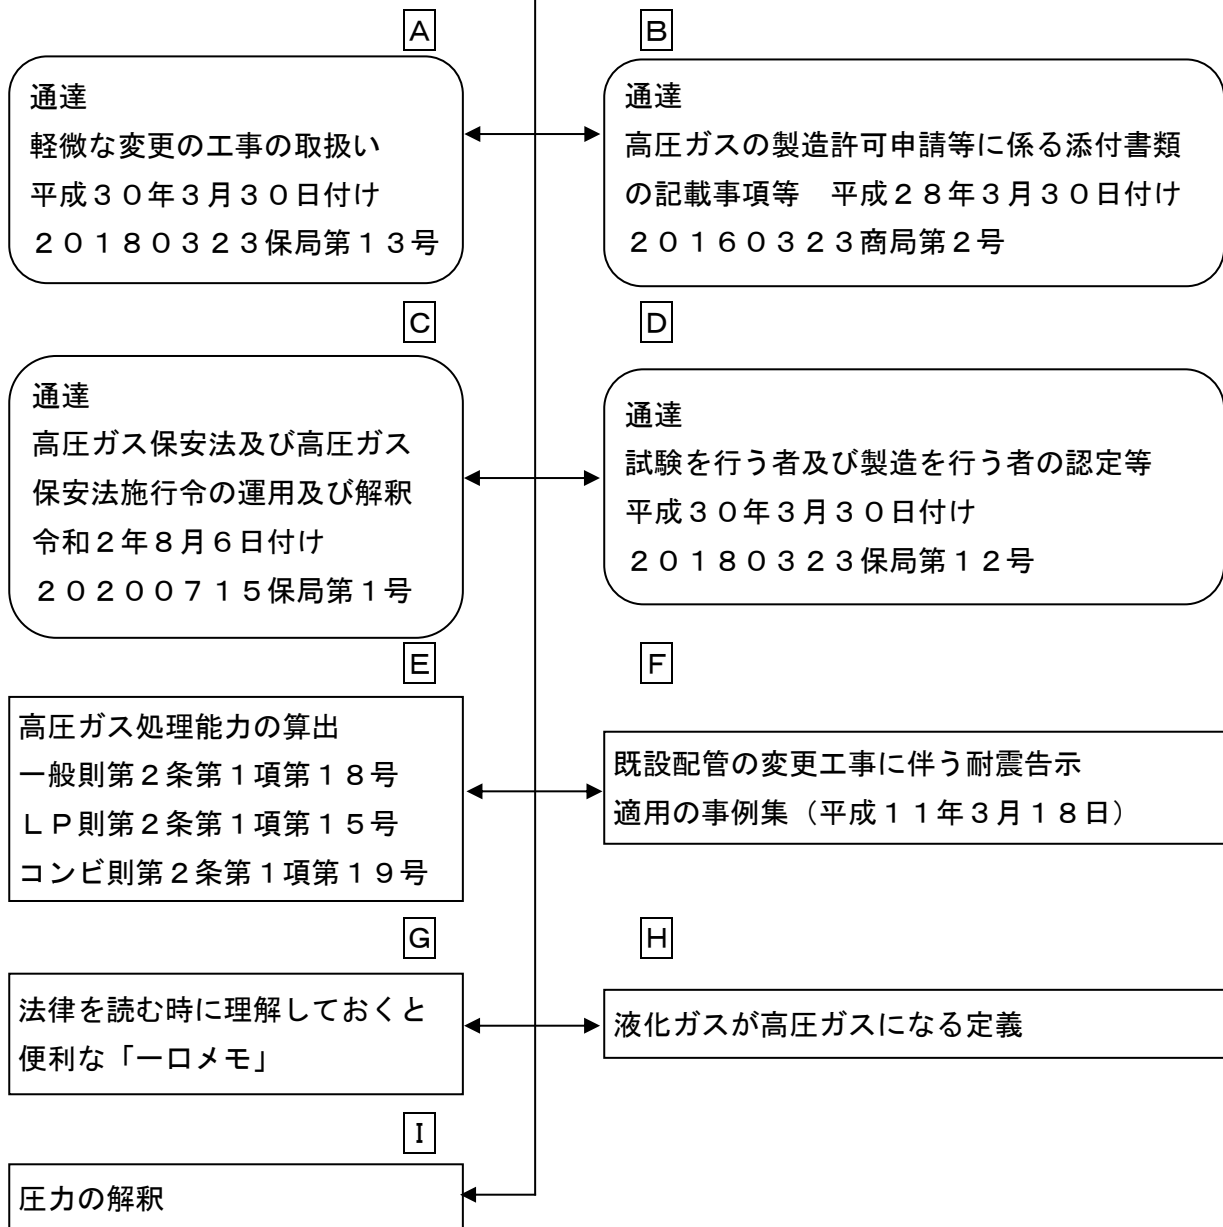 A
通達
軽微な変更の工事の取扱い
平成３０年３月３０日付け
２０１８０３２３保局第１３号
B
通達
高圧ガスの製造許可申請等に係る添付書類
の記載事項等　平成２８年３月３０日付け
２０１６０３２３商局第２号
C
通達
高圧ガス保安法及び高圧ガス
保安法施行令の運用及び解釈
令和２年８月６日付け
２０２００７１５保局第１号
D
通達
試験を行う者及び製造を行う者の認定等
平成３０年３月３０日付け
２０１８０３２３保局第１２号
E
高圧ガス処理能力の算出
一般則第２条第１項第１８号
ＬＰ則第２条第１項第１５号
コンビ則第２条第１項第１９号
F
既設配管の変更工事に伴う耐震告示
適用の事例集（平成１１年３月１８日）
G
法律を読む時に理解しておくと
便利な「一口メモ」
H
液化ガスが高圧ガスになる定義
I
圧力の解釈